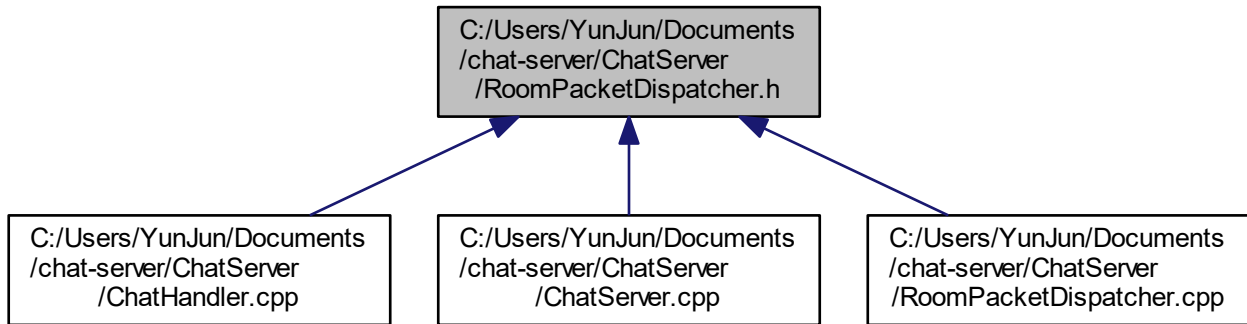 C:/Users/YunJun/Documents
/chat-server/ChatServer
/RoomPacketDispatcher.h
C:/Users/YunJun/Documents
/chat-server/ChatServer
/ChatHandler.cpp
C:/Users/YunJun/Documents
/chat-server/ChatServer
/ChatServer.cpp
C:/Users/YunJun/Documents
/chat-server/ChatServer
/RoomPacketDispatcher.cpp